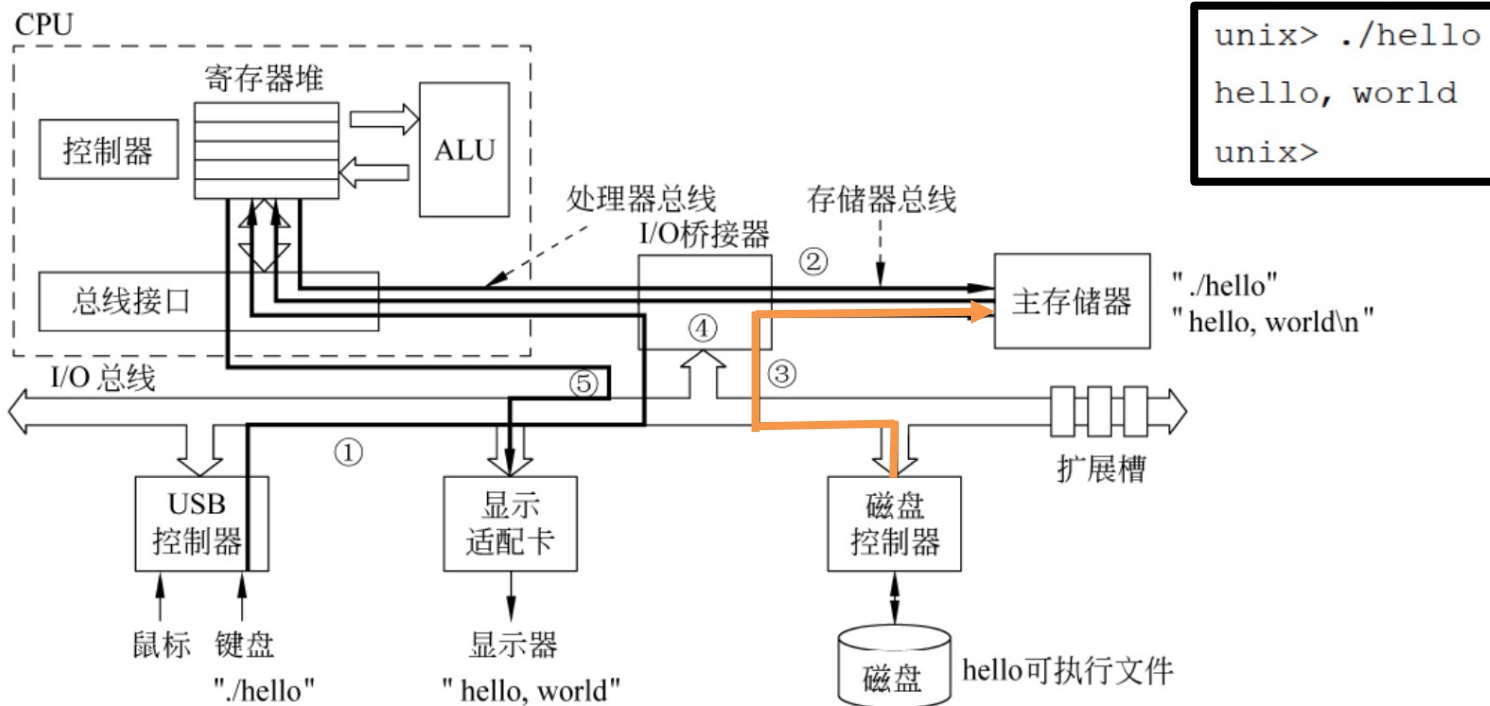 CPU
寄存器堆
控制器
ALU
总线接口
处理器总线
I/O桥接器
存储器总线
②
主存储器
"./hello"
"hello, world\n"
④
③
⑤
I/O 总线
①
扩展槽
USB
控制器
显示
适配卡
磁盘
控制器
鼠标
键盘
"./hello"
显示器
"hello, world"
磁盘
hello可执行文件
unix> ./hello
hello, world
unix>